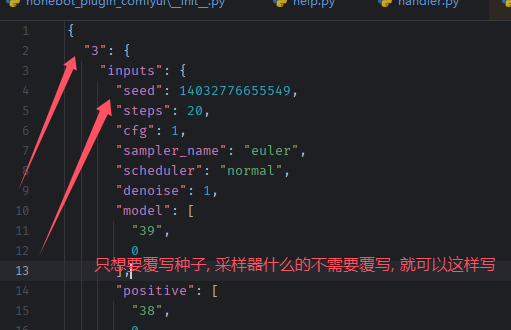 nonebot_plugin_comfyui\__init__.py help.py handler.py
1 {
2 "3": {
3 "inputs": {
4 "seed": 14032776655549,
5 "steps": 20,
6 "cfg": 1,
7 "sampler_name": "euler",
8 "scheduler": "normal",
9 "denoise": 1,
10 "model": [
11 "39",
12 0
13 ],
只想要覆写种子, 采样器什么的不需要覆写, 就可以这样写
14 "positive": [
15 "38",
16 0